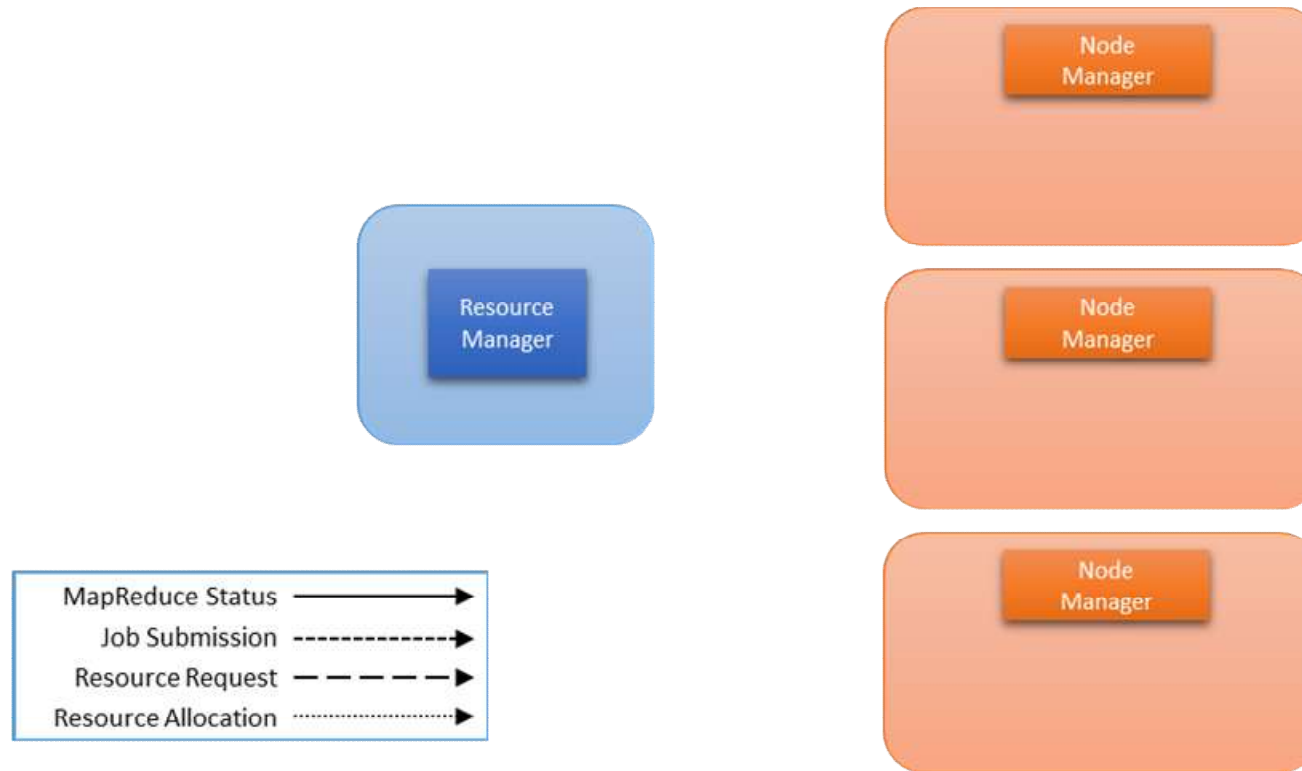 Node
Manager
Resource
Manager
Node
Manager
Node
Manager
MapReduce Status
Job Submission
Resource Request
Resource Allocation